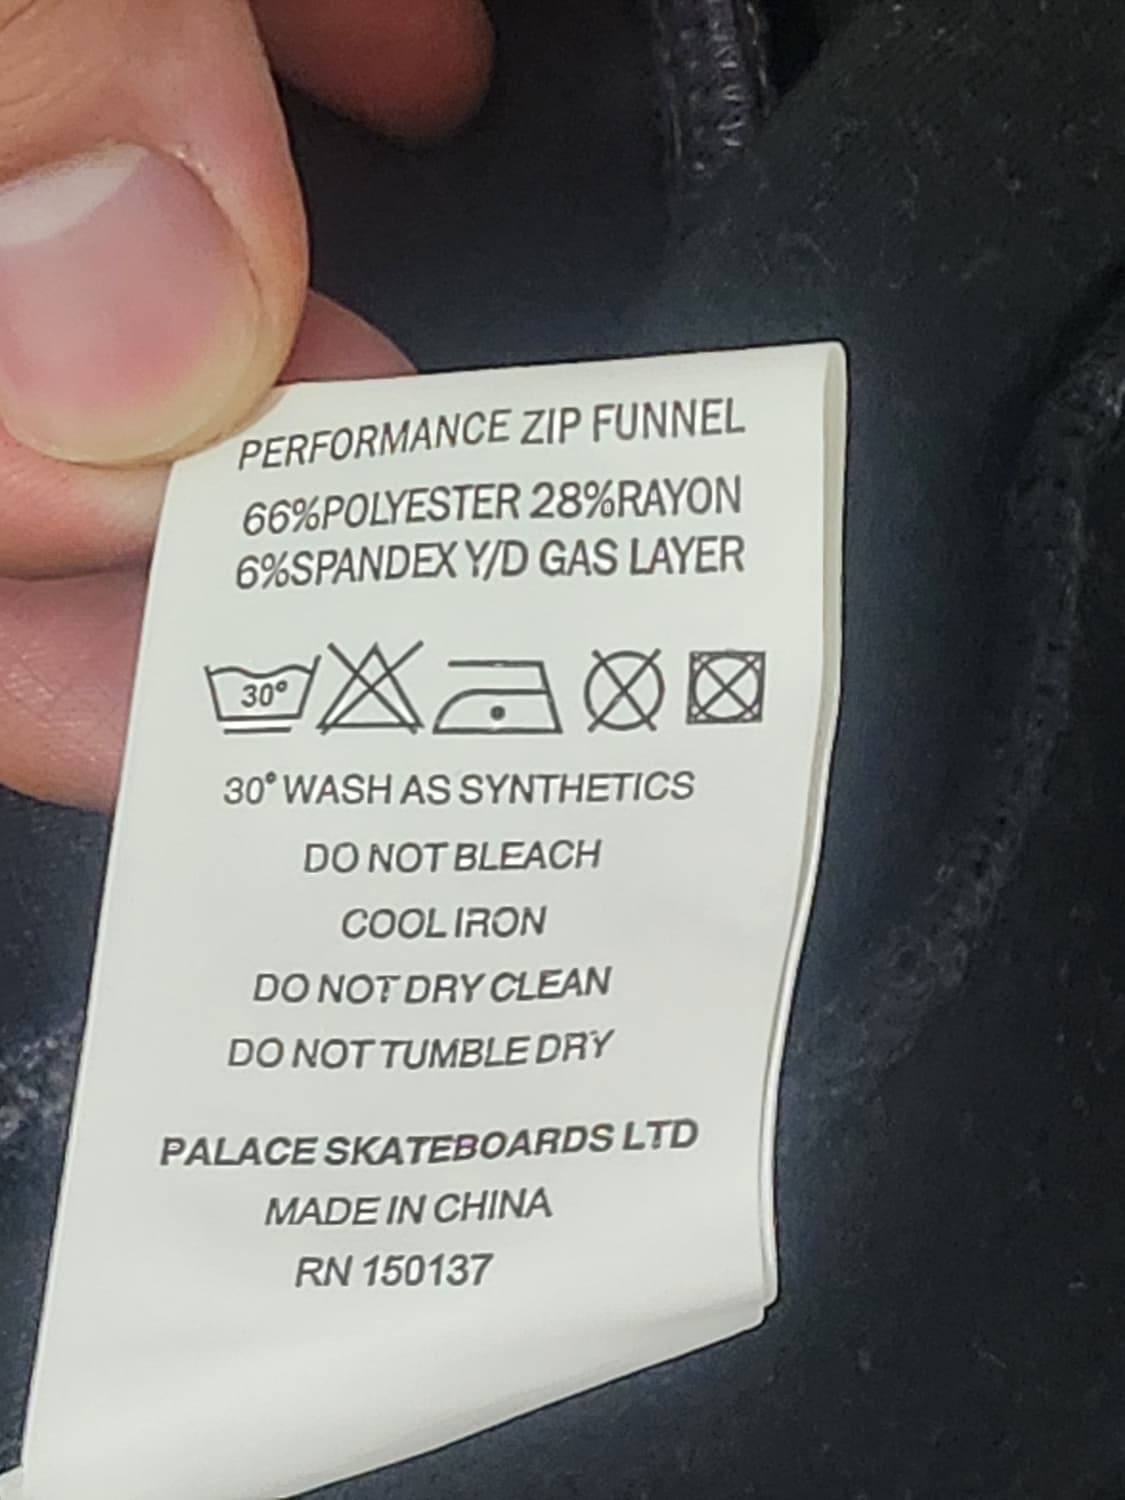 PERFORMANCE ZIP FUNNEL
66%POLYESTER 28%RAYON
6%SPANDEX Y/D GAS LAYER
30°
30° WASH AS SYNTHETICS
DO NOT BLEACH
COOL IRON
DO NOT DRY CLEAN
DO NOT TUMBLE DRY
PALACE SKATEBOARDS LTD
MADE IN CHINA
RN 150137